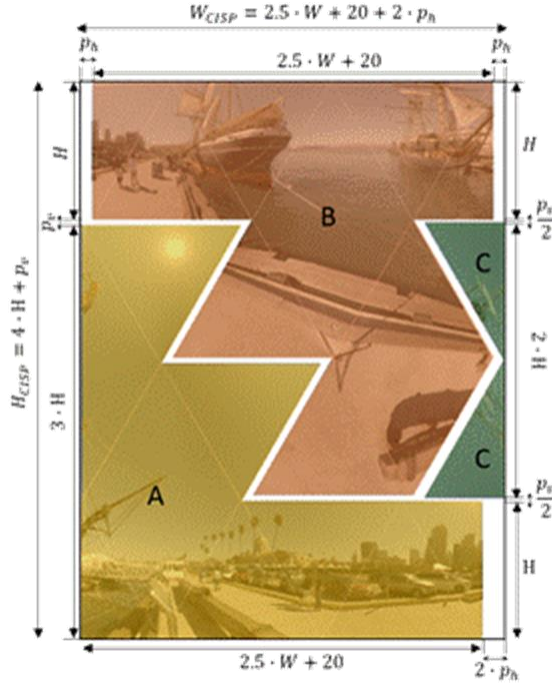 W_CISP = 2.5 · W + 20 + 2 · p_h
p_h
p_h
2.5 · W + 20
H
H
B
p_v
p_v/2
C
H_CISP = 4 · H + p_v
3 · H
2 · H
A
C
p_v/2
H
2.5 · W + 20
2 · p_h